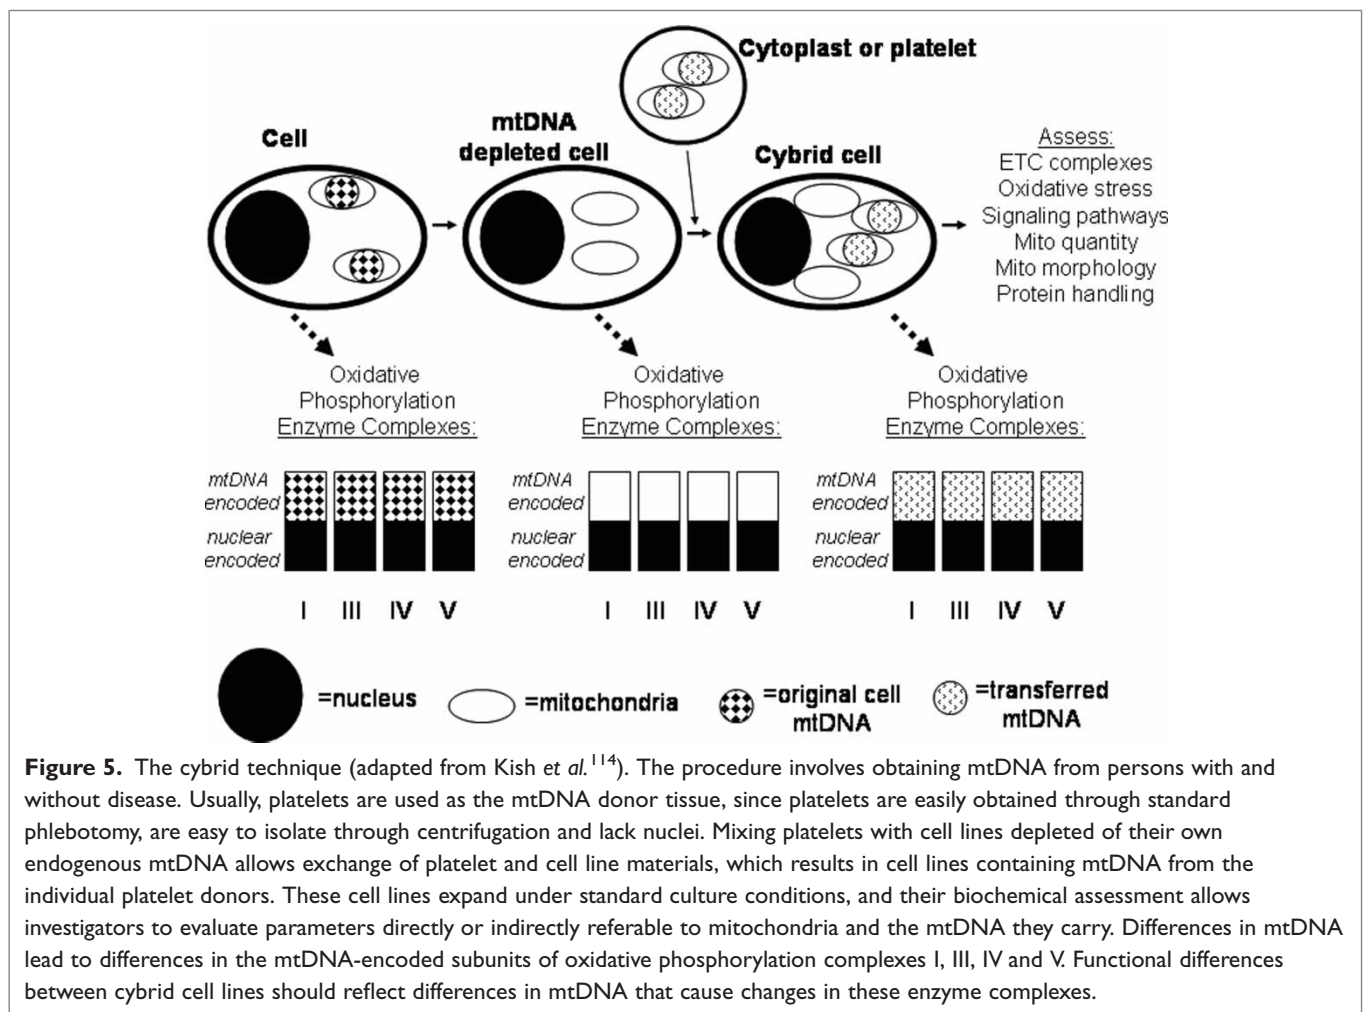 Cytoplast or platelet
Cell
mtDNA
depleted cell
Cybrid cell
Assess:
ETC complexes
Oxidative stress
Signaling pathways
Mito quantity
Mito morphology
Protein handling
Oxidative
Phosphorylation
Enzyme Complexes:
mtDNA
encoded
nuclear
encoded
I III IV V
Oxidative
Phosphorylation
Enzyme Complexes:
mtDNA
encoded
nuclear
encoded
I III IV V
Oxidative
Phosphorylation
Enzyme Complexes:
mtDNA
encoded
nuclear
encoded
I III IV V
=nucleus
=mitochondria
=original cell
mtDNA
=transferred
mtDNA
Figure 5. The cybrid technique (adapted from Kish et al.114). The procedure involves obtaining mtDNA from persons with and
without disease. Usually, platelets are used as the mtDNA donor tissue, since platelets are easily obtained through standard
phlebotomy, are easy to isolate through centrifugation and lack nuclei. Mixing platelets with cell lines depleted of their own
endogenous mtDNA allows exchange of platelet and cell line materials, which results in cell lines containing mtDNA from the
individual platelet donors. These cell lines expand under standard culture conditions, and their biochemical assessment allows
investigators to evaluate parameters directly or indirectly referable to mitochondria and the mtDNA they carry. Differences in mtDNA
lead to differences in the mtDNA-encoded subunits of oxidative phosphorylation complexes I, III, IV and V. Functional differences
between cybrid cell lines should reflect differences in mtDNA that cause changes in these enzyme complexes.